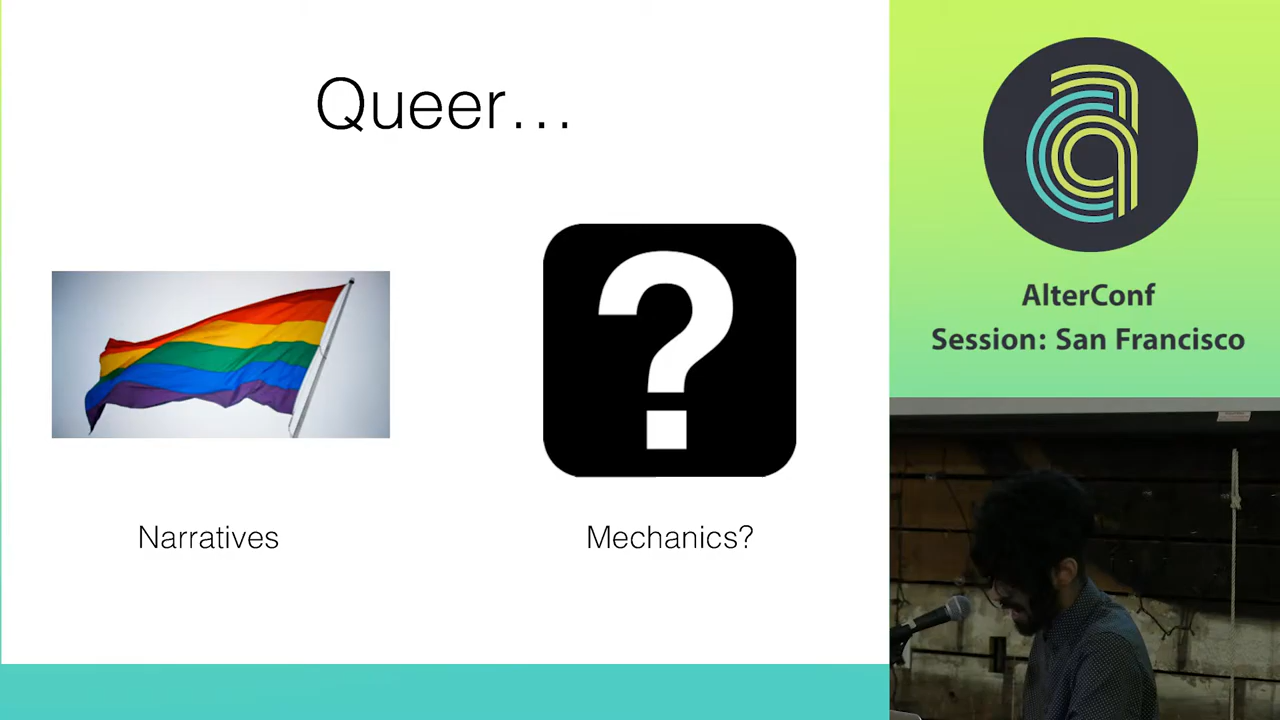 Queer…
Narratives
Mechanics?
AlterConf
Session: San Francisco